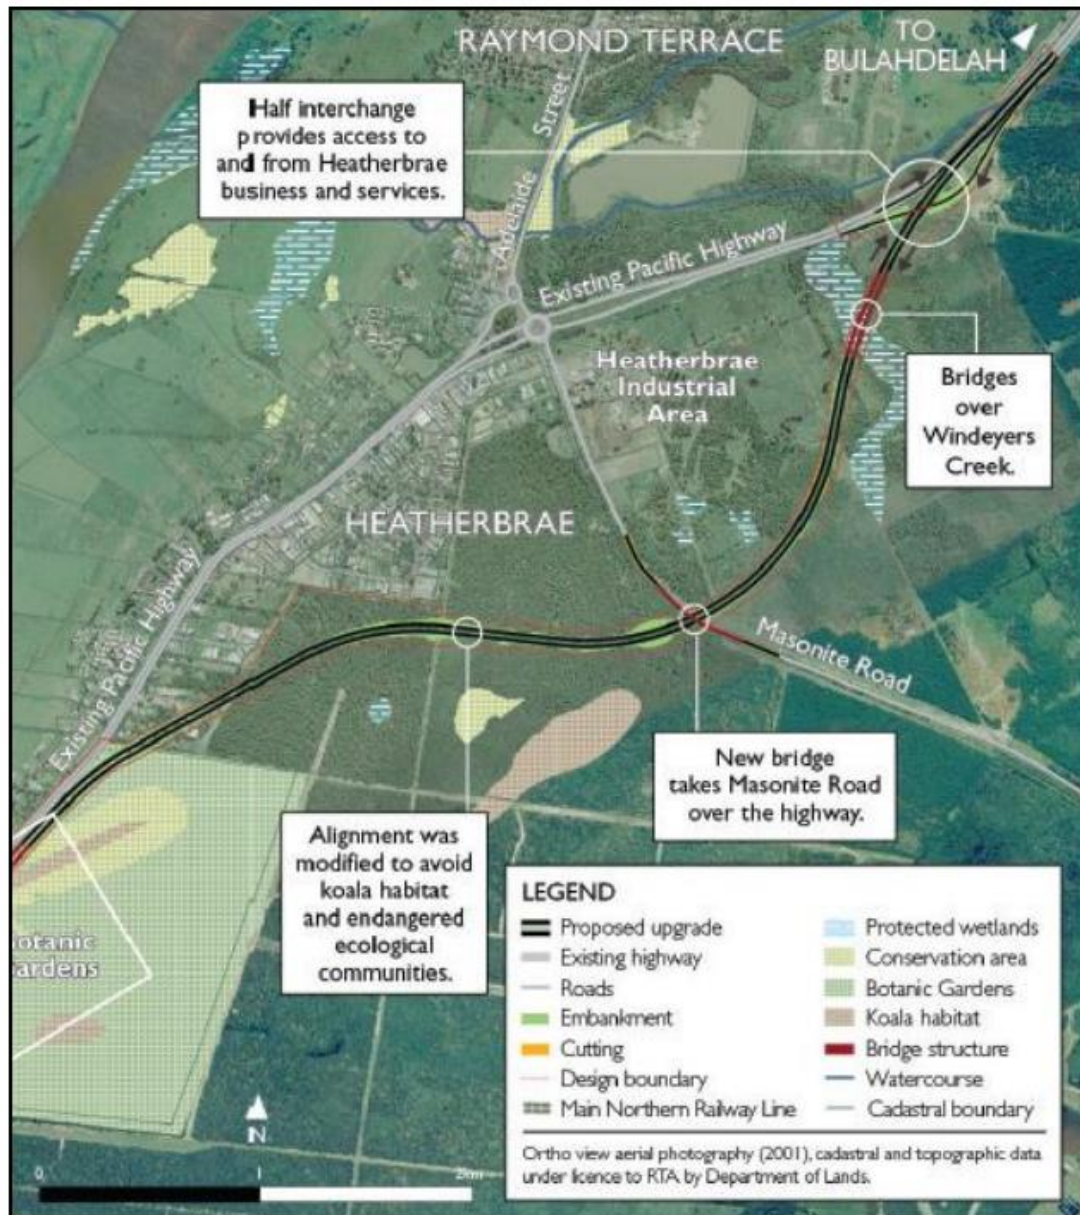 RAYMOND TERRACE
TO
BULAHDELAH
Half interchange
provides access to
and from Heatherbrae
business and services.
Adelaide Street
Existing Pacific Highway
Heatherbrae
Industrial
Area
Bridges
over
Windeyers
Creek.
HEATHERBRAE
Existing Pacific Highway
Masonite Road
New bridge
takes Masonite Road
over the highway.
Alignment was
modified to avoid
koala habitat
and endangered
ecological
communities.
otanic
ardens
LEGEND
Proposed upgrade
Existing highway
Roads
Embankment
Cutting
Design boundary
Main Northern Railway Line
Protected wetlands
Conservation area
Botanic Gardens
Koala habitat
Bridge structure
Watercourse
Cadastral boundary
Ortho view aerial photography (2001), cadastral and topographic data
under licence to RTA by Department of Lands.
N
0 1 2km